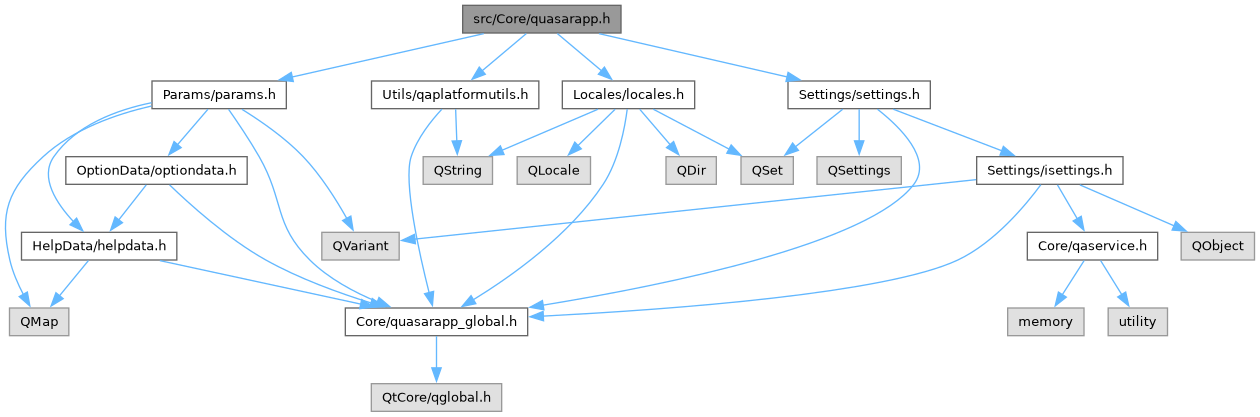 src/Core/quasarapp.h
Params/params.h
Utils/qaplatformutils.h
Locales/locales.h
Settings/settings.h
OptionData/optiondata.h
QString
QLocale
QDir
QSet
QSettings
Settings/isettings.h
HelpData/helpdata.h
QVariant
Core/qaservice.h
QObject
QMap
Core/quasarapp_global.h
memory
utility
QtCore/qglobal.h